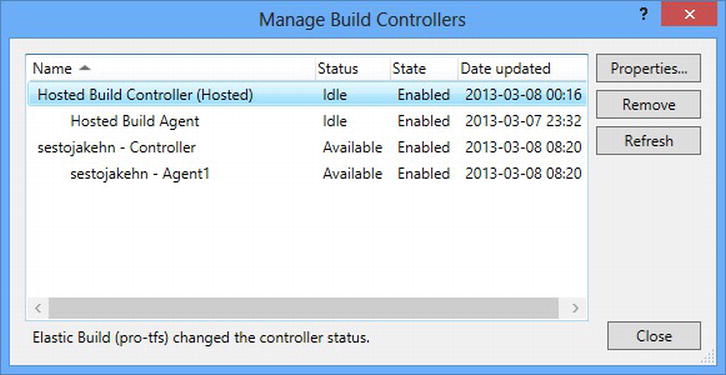 Manage Build Controllers
?
Name Status State Date updated
Hosted Build Controller (Hosted) Idle Enabled 2013-03-08 00:16
Hosted Build Agent Idle Enabled 2013-03-07 23:32
sestojakehn - Controller Available Enabled 2013-03-08 08:20
sestojakehn - Agent1 Available Enabled 2013-03-08 08:20
Properties...
Remove
Refresh
Elastic Build (pro-tfs) changed the controller status.
Close